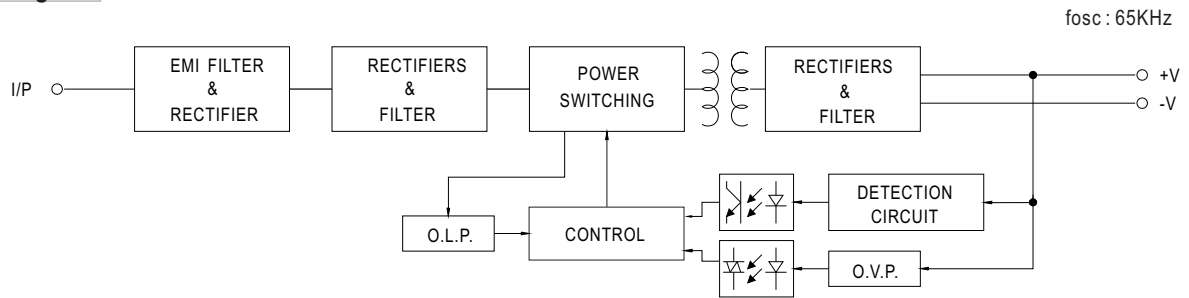 fosc : 65KHz
I/P
EMI FILTER
&
RECTIFIER
RECTIFIERS
&
FILTER
POWER
SWITCHING
RECTIFIERS
&
FILTER
+V
-V
DETECTION
CIRCUIT
O.L.P.
CONTROL
O.V.P.